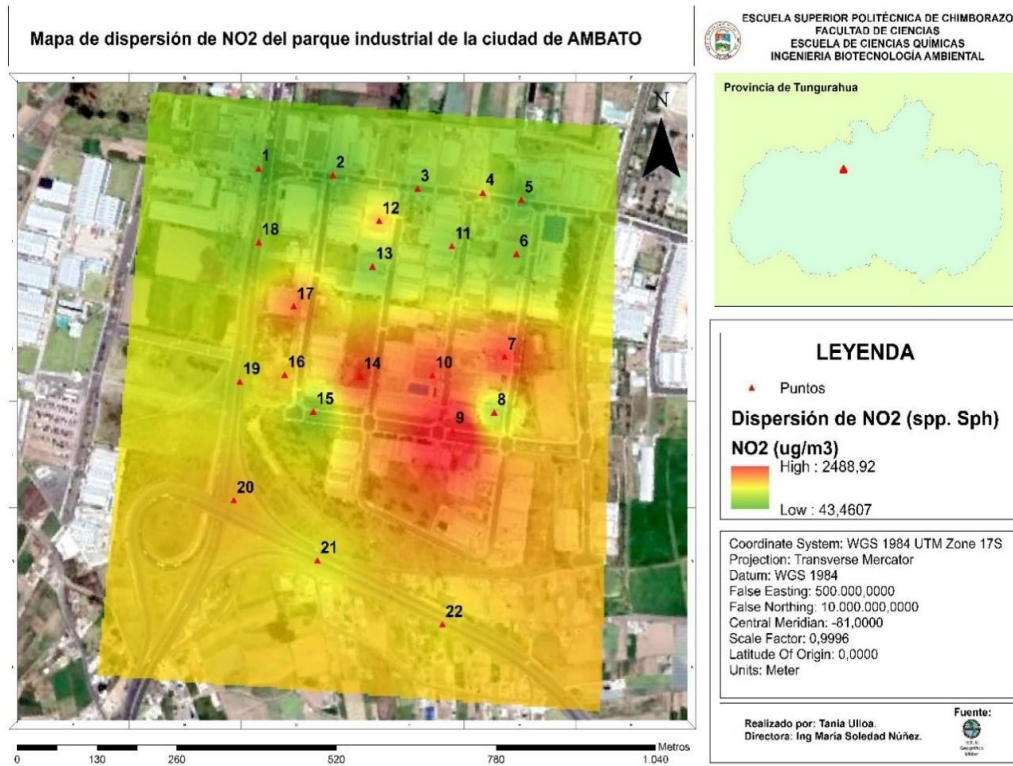 Mapa de dispersión de NO2 del parque industrial de la ciudad de AMBATO
ESCUELA SUPERIOR POLITÉCNICA DE CHIMBORAZO
FACULTAD DE CIENCIAS
ESCUELA DE CIENCIAS QUÍMICAS
INGENIERIA BIOTECNOLOGÍA AMBIENTAL
Provincia de Tungurahua
N
1
2
3
4
5
12
11
6
18
13
17
7
16
14
10
19
15
8
9
20
21
22
LEYENDA
Puntos
Dispersión de NO2 (spp. Sph)
NO2 (ug/m3)
High : 2488,92
Low : 43,4607
Coordinate System: WGS 1984 UTM Zone 17S
Projection: Transverse Mercator
Datum: WGS 1984
False Easting: 500.000,0000
False Northing: 10.000.000,0000
Central Meridian: -81,0000
Scale Factor: 0,9996
Latitude Of Origin: 0,0000
Units: Meter
Realizado por: Tania Ulloa.
Directora: Ing María Soledad Núñez.
Fuente:
Metros
0 130 260 520 780 1.040